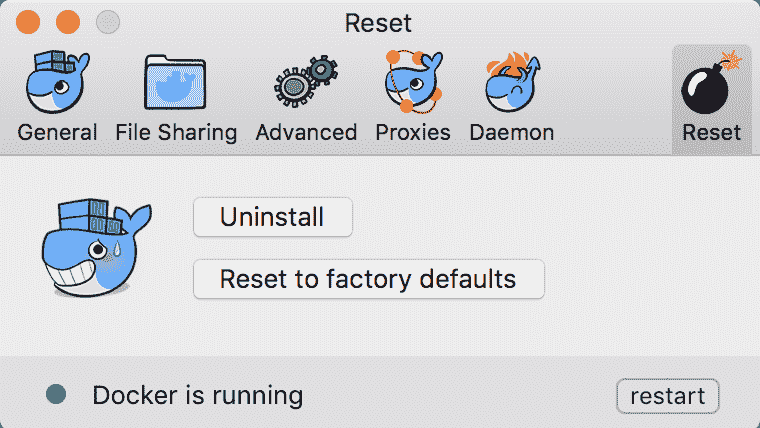 Reset
General File Sharing Advanced Proxies Daemon Reset
Uninstall
Reset to factory defaults
Docker is running restart